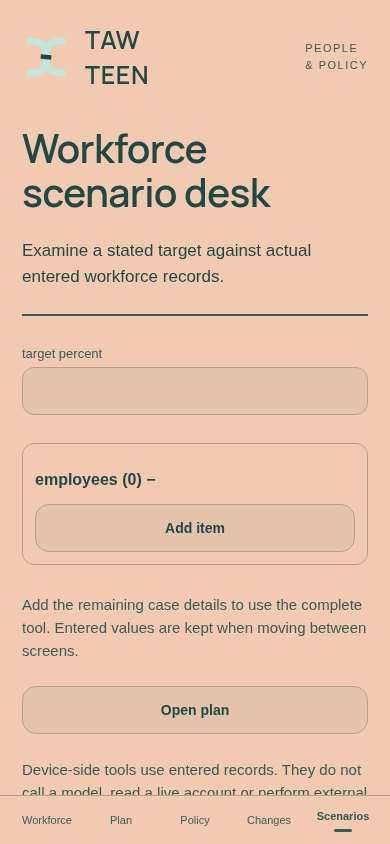 TAW
TEEN
PEOPLE
& POLICY
Workforce
scenario desk
Examine a stated target against actual
entered workforce records.
target percent
employees (0) –
Add item
Add the remaining case details to use the complete
tool. Entered values are kept when moving between
screens.
Open plan
Device-side tools use entered records. They do not
call a model, read a live account or perform external
Workforce
Plan
Policy
Changes
Scenarios